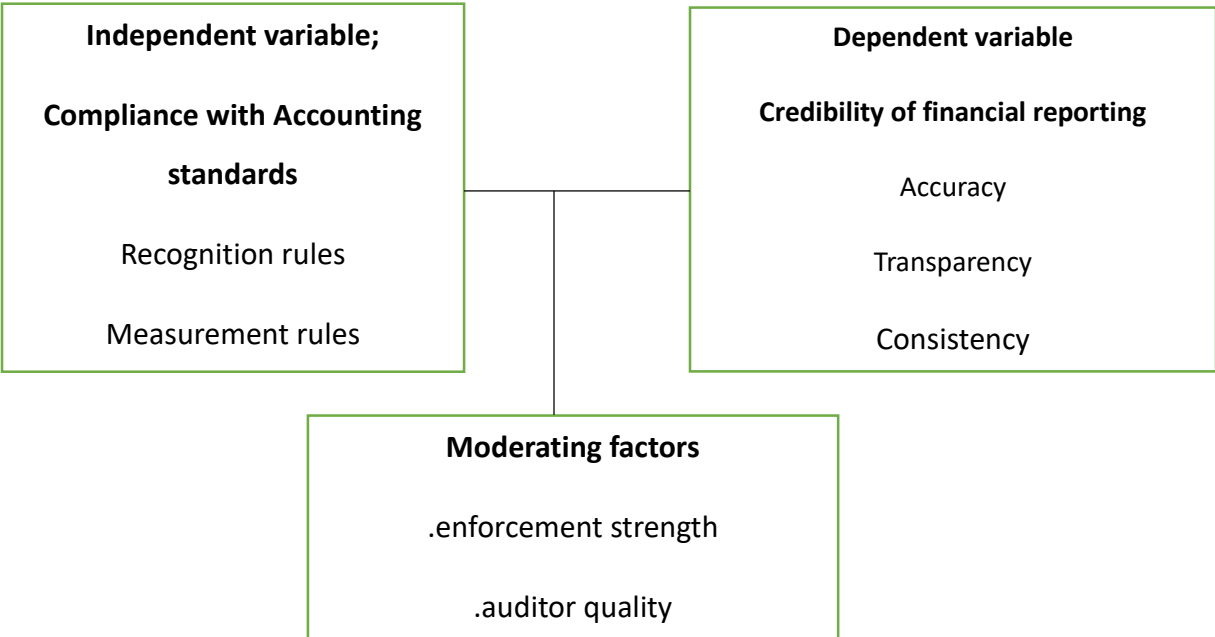 Independent variable;
Compliance with Accounting
standards
Recognition rules
Measurement rules
Dependent variable
Credibility of financial reporting
Accuracy
Transparency
Consistency
Moderating factors
.enforcement strength
.auditor quality